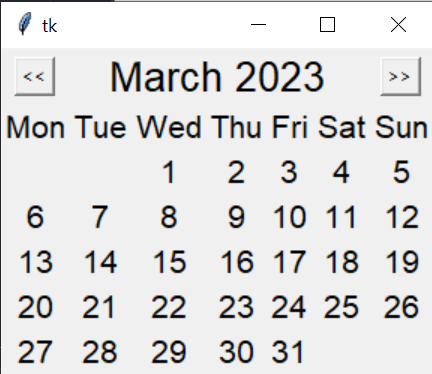 tk
<< March 2023 >>
Mon Tue Wed Thu Fri Sat Sun
1 2 3 4 5
6 7 8 9 10 11 12
13 14 15 16 17 18 19
20 21 22 23 24 25 26
27 28 29 30 31